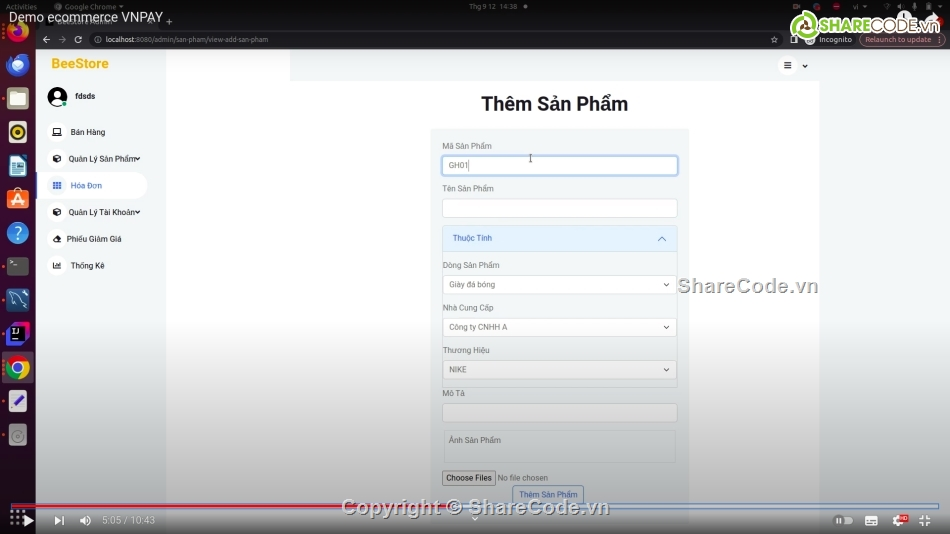 Activities
Google Chrome
Thg 9 12 14:38
vi
Demo ecommerce VNPAY
SHARECODE.vn
localhost:8080/admin/san-pham/view-add-san-pham
Incognito
Relaunch to update
BeeStore
fdsds
Bán Hàng
Quản Lý Sản Phẩm
Hóa Đơn
Quản Lý Tài Khoản
Phiếu Giảm Giá
Thống Kê
Thêm Sản Phẩm
Mã Sản Phẩm
GH01
Tên Sản Phẩm
Thuộc Tính
Dòng Sản Phẩm
Giày đá bóng
Nhà Cung Cấp
Công ty CNHH A
Thương Hiệu
NIKE
Mô Tả
Ảnh Sản Phẩm
Choose Files No file chosen
Thêm Sản Phẩm
ShareCode.vn
Copyright © ShareCode.vn
5:05 / 10:43
HD